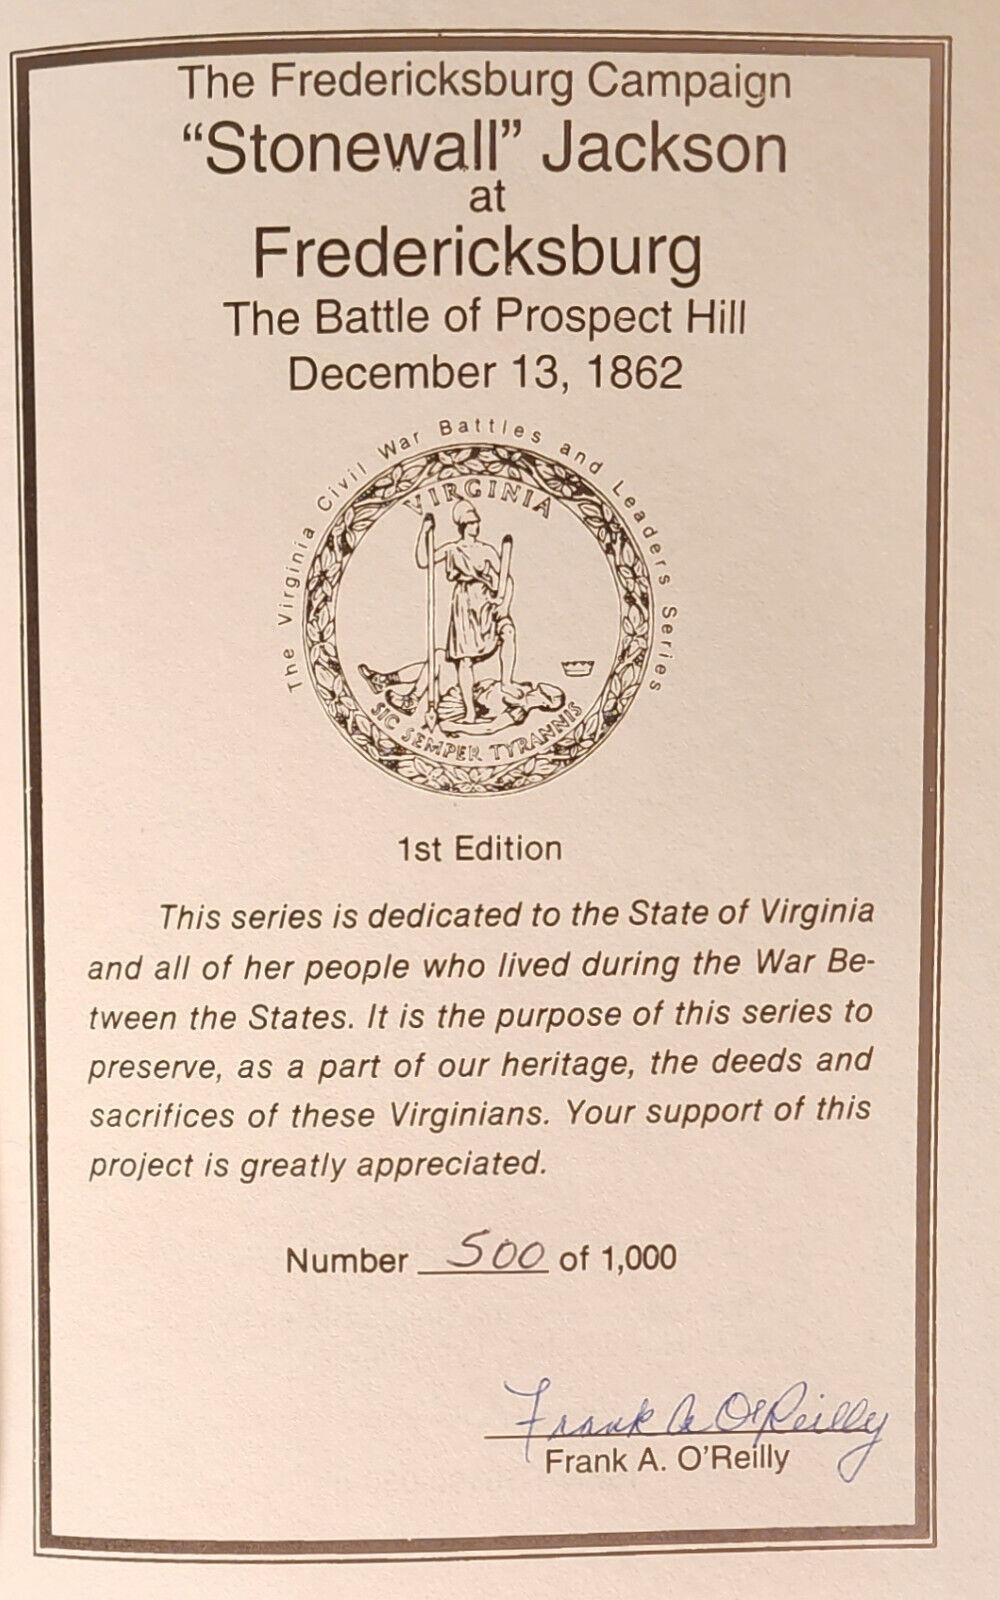 The Fredericksburg Campaign
“Stonewall” Jackson
at
Fredericksburg
The Battle of Prospect Hill
December 13, 1862
The Virginia Civil War Battles and Leaders Series
VIRGINIA
SIC SEMPER TYRANNIS
1st Edition
This series is dedicated to the State of Virginia
and all of her people who lived during the War Be-
tween the States. It is the purpose of this series to
preserve, as a part of our heritage, the deeds and
sacrifices of these Virginians. Your support of this
project is greatly appreciated.
Number 500 of 1,000
Frank A O'Reilly
Frank A. O'Reilly